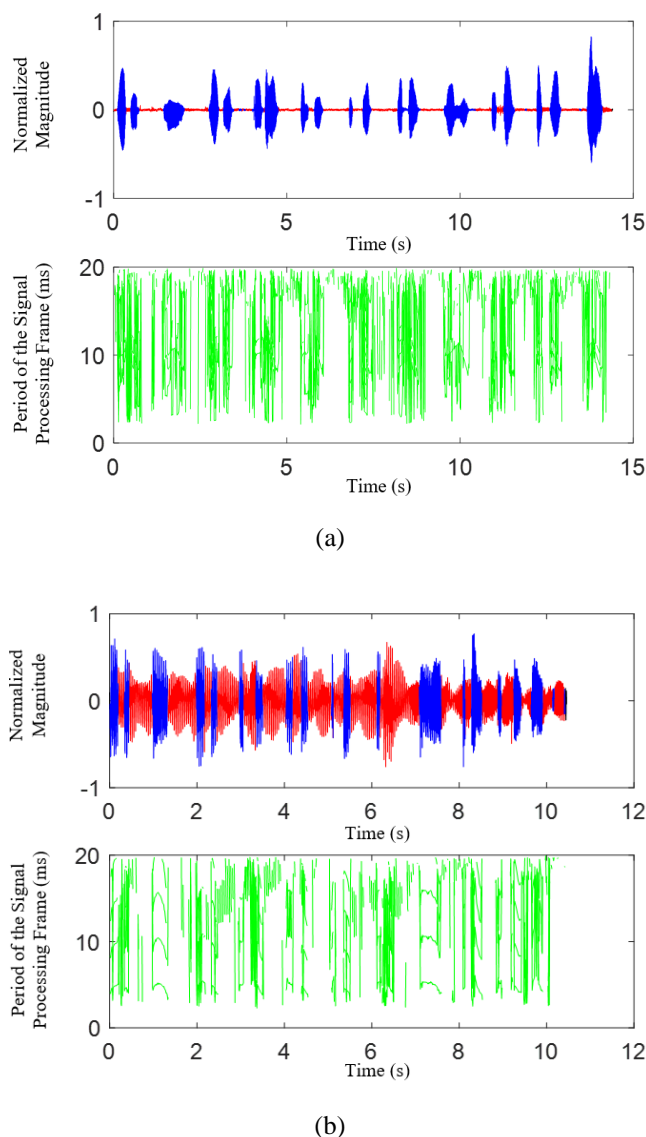 1
Normalized
Magnitude
0
-1
0 5 10 15
Time (s)
20
Period of the Signal
Processing Frame (ms)
10
0
0 5 10 15
Time (s)
(a)
1
Normalized
Magnitude
0
-1
0 2 4 6 8 10 12
Time (s)
20
Period of the Signal
Processing Frame (ms)
10
0
0 2 4 6 8 10 12
Time (s)
(b)